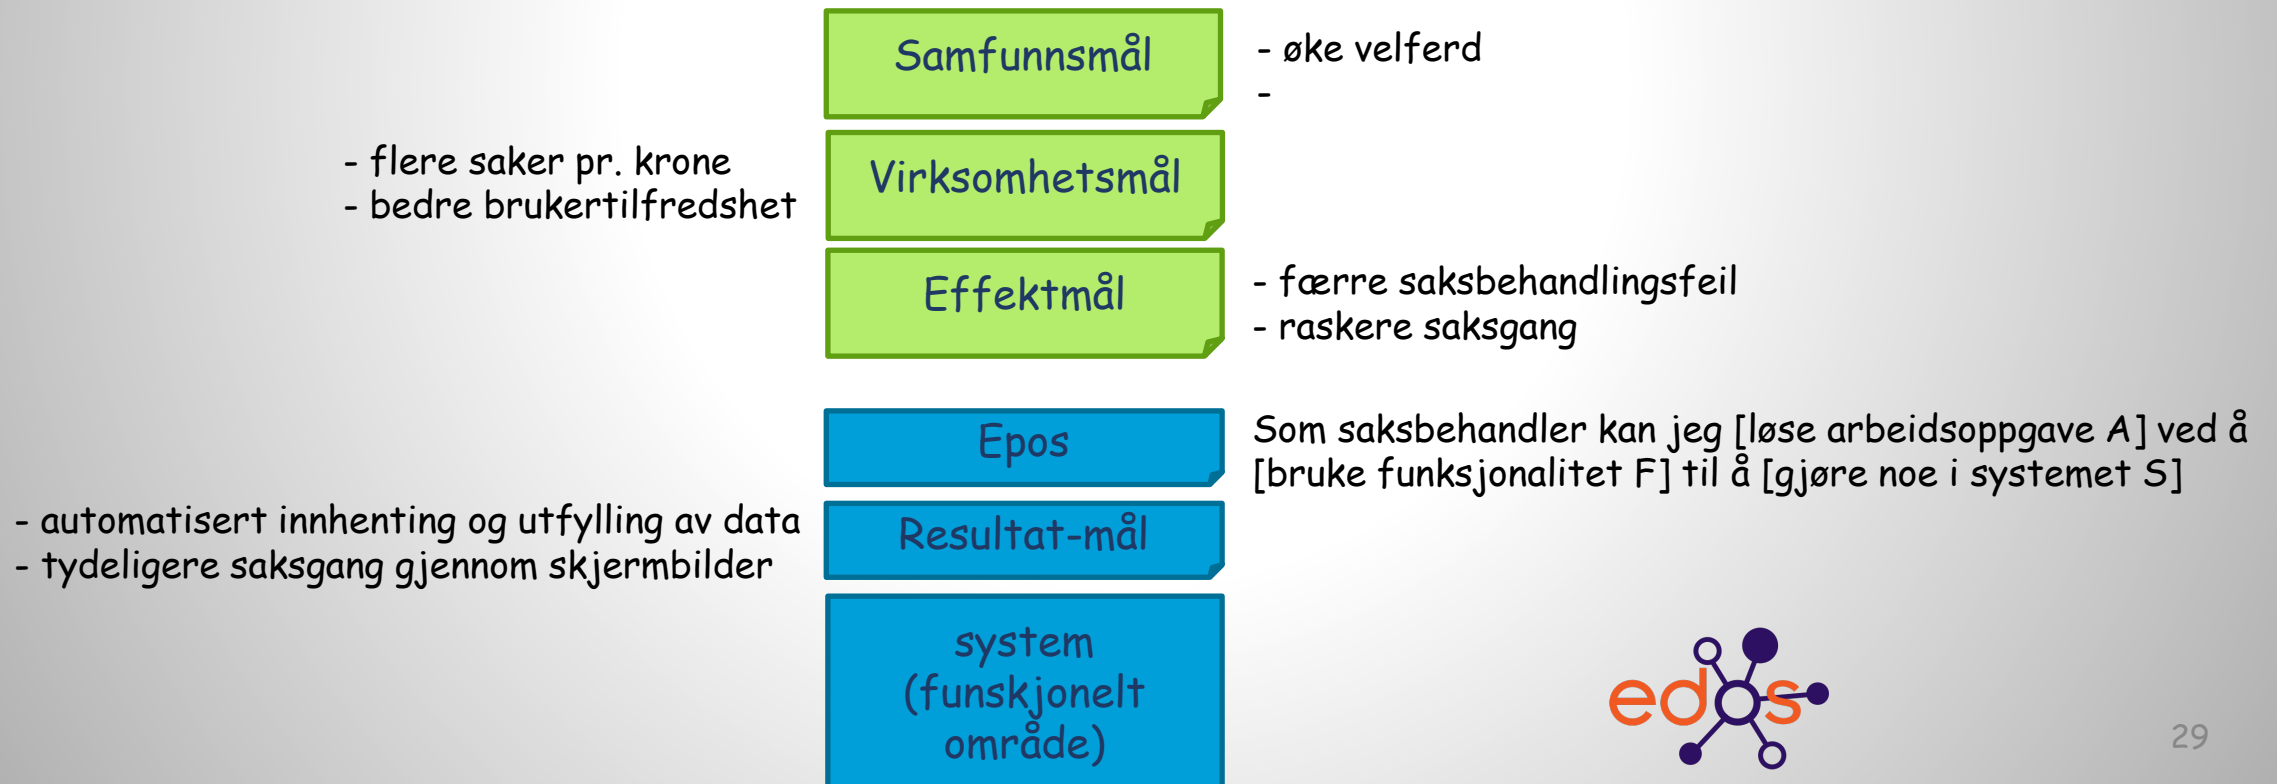 Samfunnsmål
- øke velferd
-
- flere saker pr. krone
- bedre brukertilfredshet
Virksomhetsmål
Effektmål
- færre saksbehandlingsfeil
- raskere saksgang
Epos
Som saksbehandler kan jeg [løse arbeidsoppgave A] ved å
[bruke funksjonalitet F] til å [gjøre noe i systemet S]
- automatisert innhenting og utfylling av data
- tydeligere saksgang gjennom skjermbilder
Resultat-mål
system
(funskjonelt
område)
edos
29